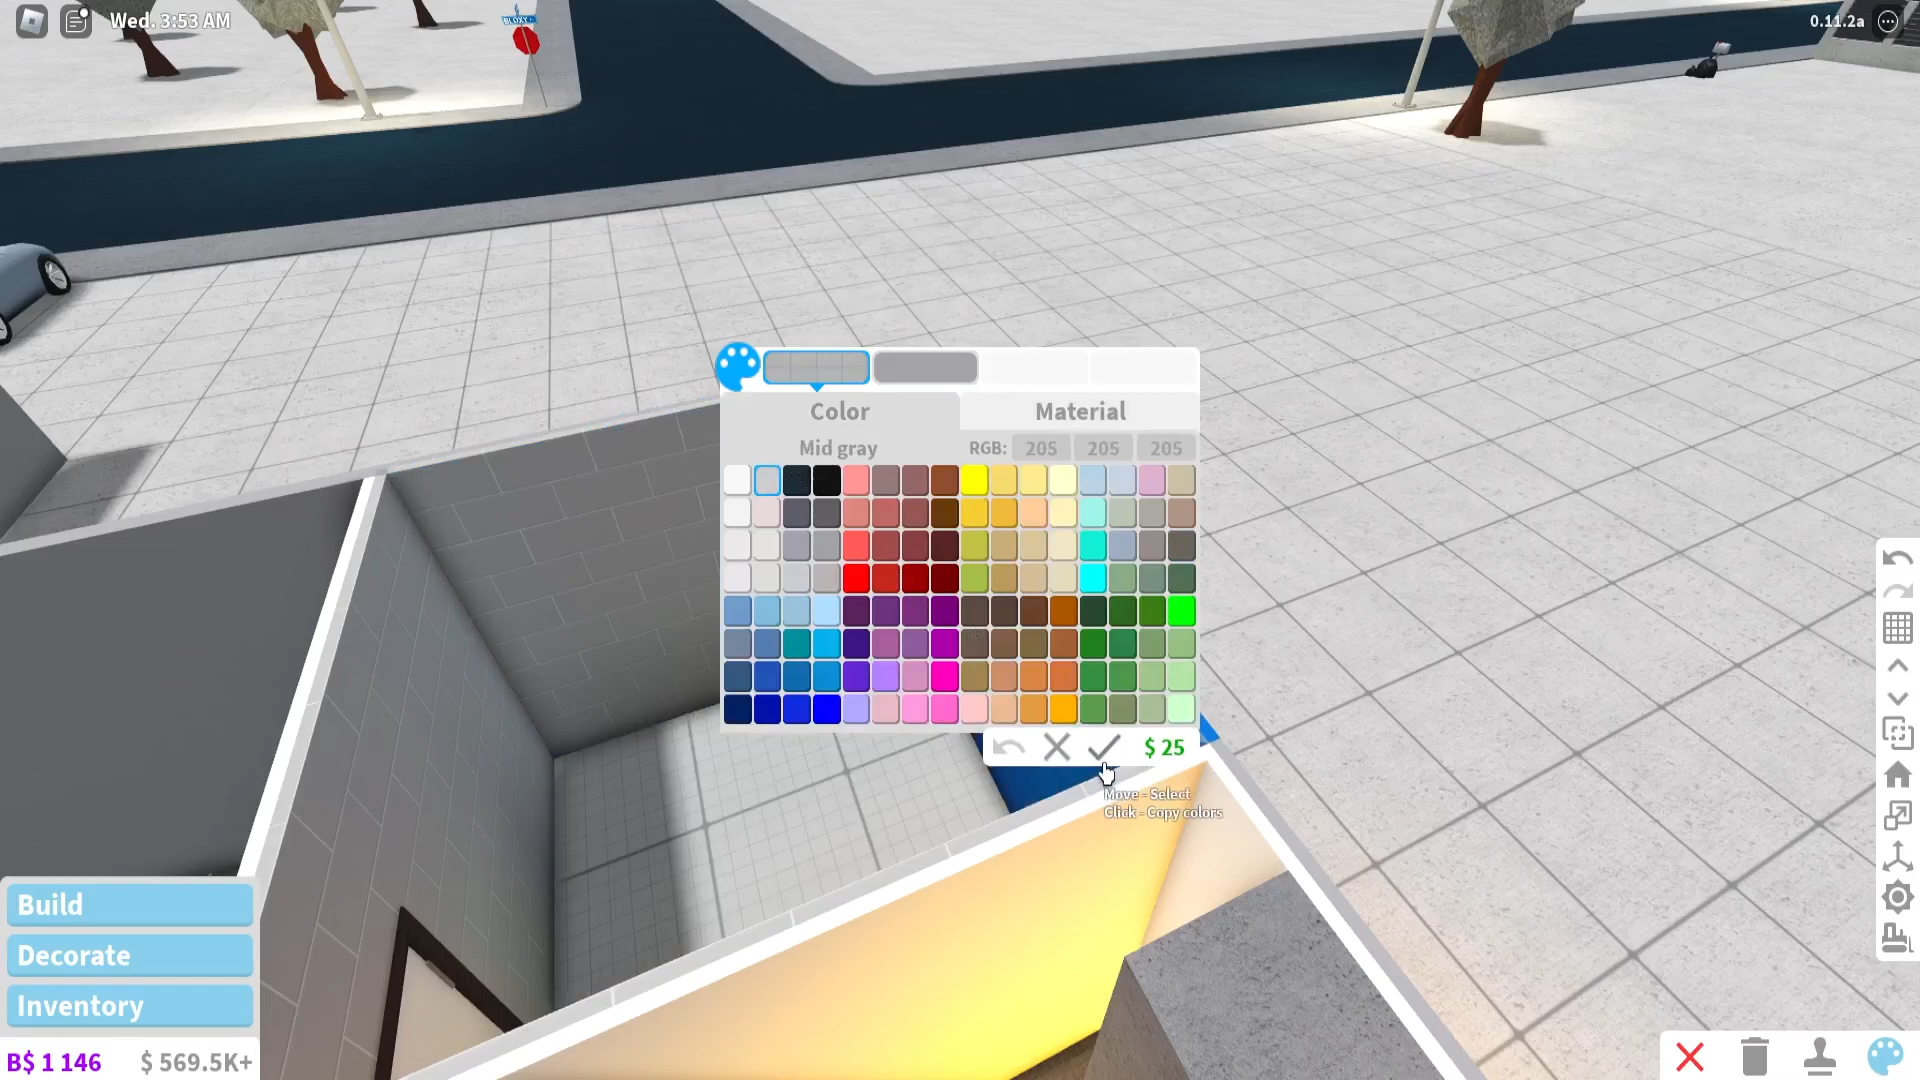 Wed. 3:53 AM
BLOXY
0.11.2a
Color
Material
Mid gray
RGB: 205 205 205
$ 25
Move - Select
Click - Copy colors
Build
Decorate
Inventory
B$ 1 146
$ 569.5K+